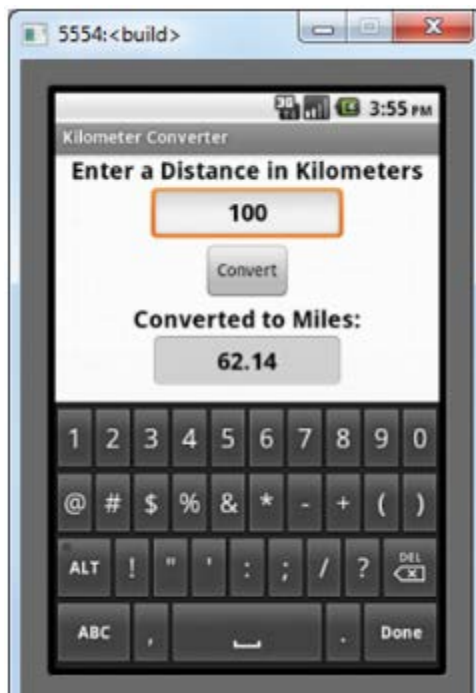 5554:<build>
3:55 PM
Kilometer Converter
Enter a Distance in Kilometers
100
Convert
Converted to Miles:
62.14
1 2 3 4 5 6 7 8 9 0
@ # $ % & * - + ( )
ALT ! " ' : ; / ? DEL
ABC , . Done